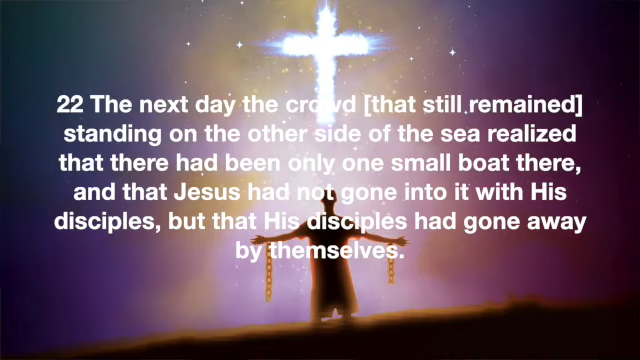 22 The next day the crowd [that still remained]
standing on the other side of the sea realized
that there had been only one small boat there,
and that Jesus had not gone into it with His
disciples, but that His disciples had gone away
by themselves.